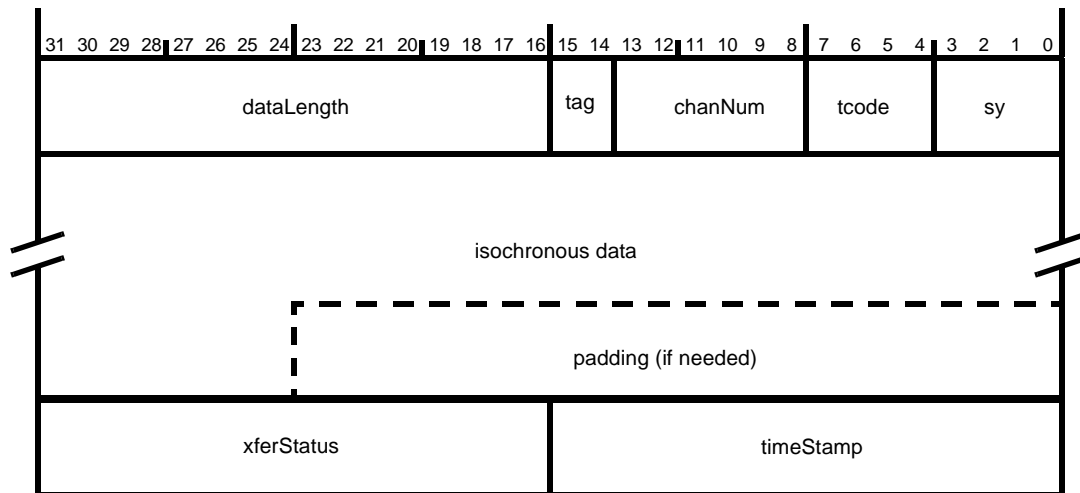 31 30 29 28 27 26 25 24 23 22 21 20 19 18 17 16 15 14 13 12 11 10 9 8 7 6 5 4 3 2 1 0
dataLength tag chanNum tcode sy
isochronous data
padding (if needed)
xferStatus timeStamp